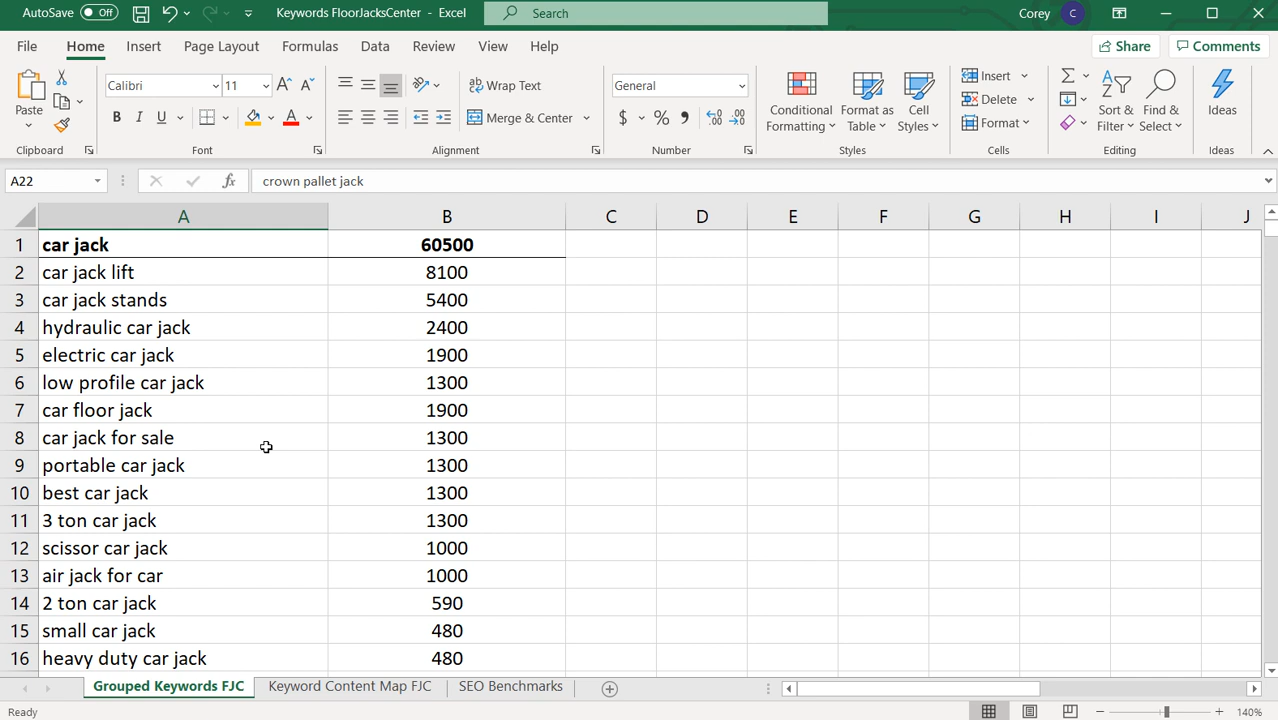 AutoSave Off Keywords FloorJacksCenter - Excel Search Corey C
File Home Insert Page Layout Formulas Data Review View Help Share Comments
Paste Calibri 11 Wrap Text General Conditional Formatting Format as Table Cell Styles Insert Sort & Filter Find & Select Ideas
B I U A Merge & Center $ % Delete Format
Clipboard Font Alignment Number Styles Cells Editing Ideas
A22 fx crown pallet jack
A B C D E F G H I J
1 car jack 60500
2 car jack lift 8100
3 car jack stands 5400
4 hydraulic car jack 2400
5 electric car jack 1900
6 low profile car jack 1300
7 car floor jack 1900
8 car jack for sale 1300
9 portable car jack 1300
10 best car jack 1300
11 3 ton car jack 1300
12 scissor car jack 1000
13 air jack for car 1000
14 2 ton car jack 590
15 small car jack 480
16 heavy duty car jack 480
Grouped Keywords FJC Keyword Content Map FJC SEO Benchmarks
Ready 140%